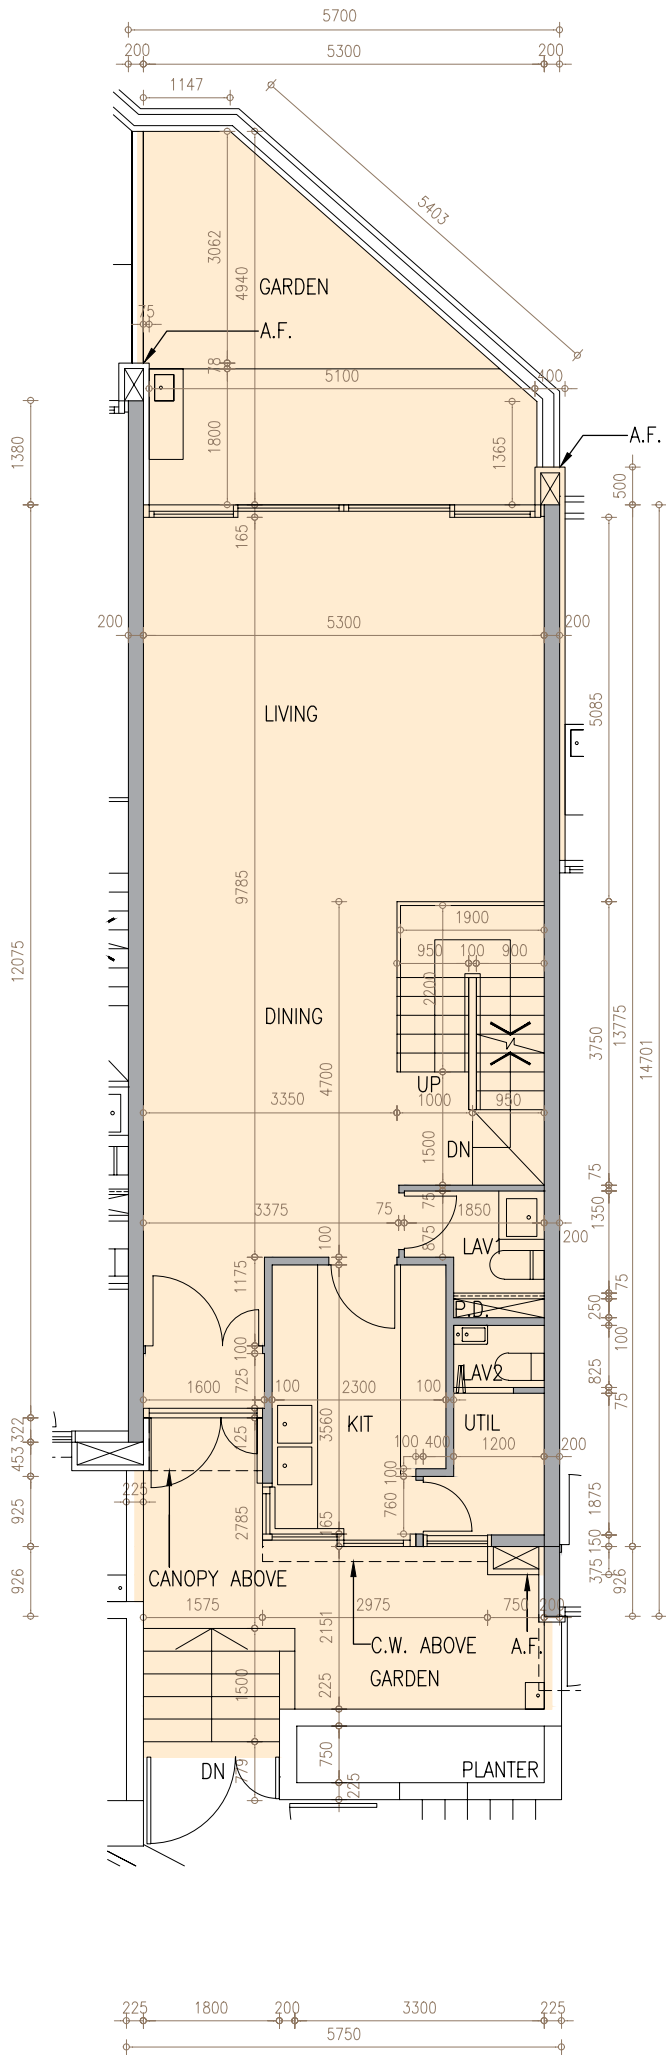 5700
200 5300 200
1147
5403
3062
4940
GARDEN
75
A.F.
78
5100 400
1380
1800
1365
A.F.
500
165
200 5300 200
LIVING
5085
9785
1900
950 100 900
2200
12075
DINING
4700
3750
13775
14701
UP
3350 1000 950
1500
DN
75
75
3375 75 1850
1350
200
100
875
LAV1
1175
75
250
P.D.
100
100
725
825
LAV2
75
1600 100 2300 100
KIT
UTIL
3560
125
322
453
100 400 1200 200
100
225
925
2785
760
1875
165
150
375
926
926
CANOPY ABOVE
1575 2975 750 200
2151
C.W. ABOVE
A.F.
GARDEN
1500
225
DN
779
750
PLANTER
225
225 1800 200 3300 225
5750